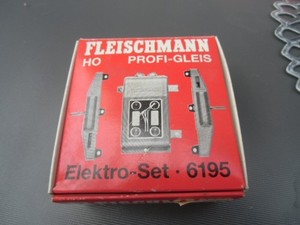 FLEISCHMANN
HO PROFI-GLEIS
Elektro-Set · 6195